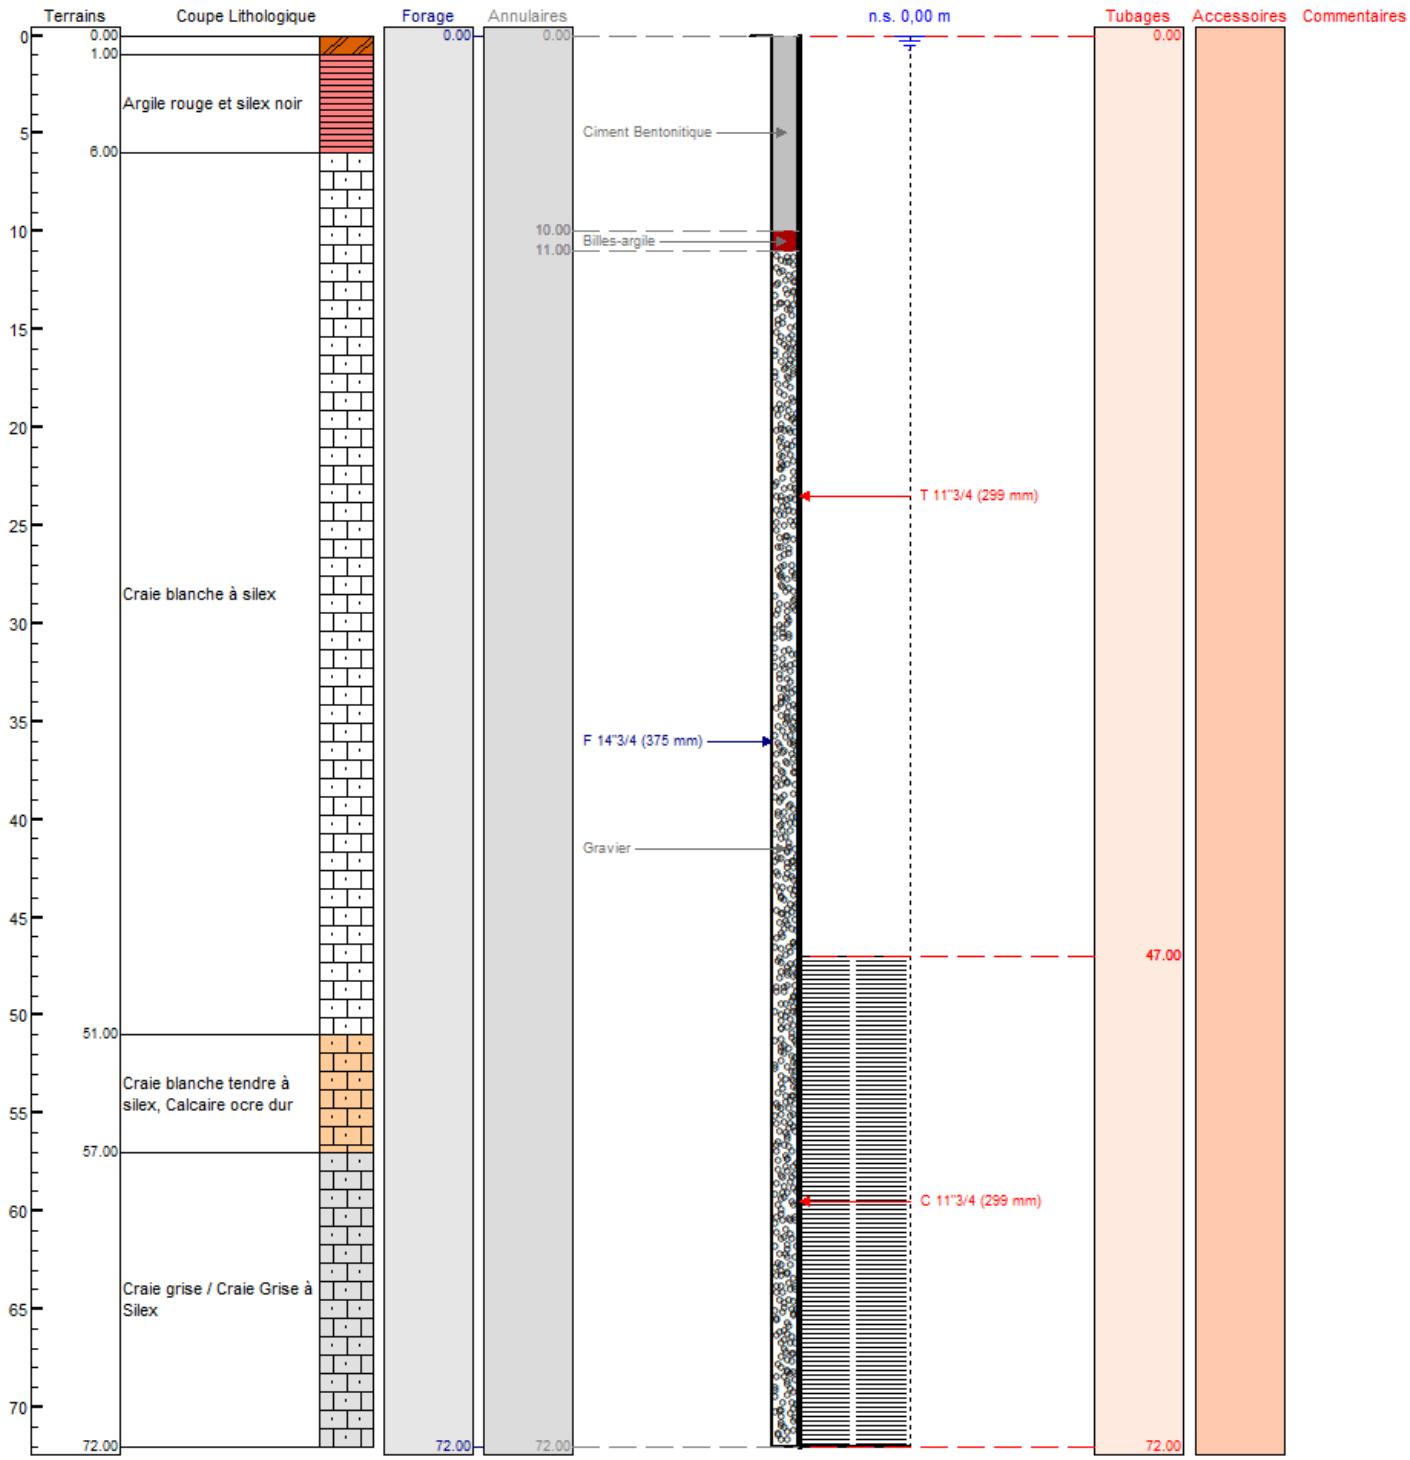 Terrains Coupe Lithologique Forage Annulaires n.s. 0,00 m Tubages Accessoires Commentaires
0 0.00 0.00 0.00 0.00
1.00
Argile rouge et silex noir
5 Ciment Bentonitique
6.00
10 10.00
Billes-argile
11.00
15
20
T 11"3/4 (299 mm)
25
Craie blanche à silex
30
35
F 14"3/4 (375 mm)
40
Gravier
45
47.00
50
51.00
Craie blanche tendre à
silex, Calcaire ocre dur
55
57.00
C 11"3/4 (299 mm)
60
Craie grise / Craie Grise à
Silex
65
70
72.00 72.00 72.00 72.00